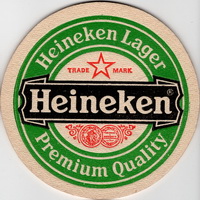 Heineken Lager
TRADE MARK
Heineken®
Premium Quality